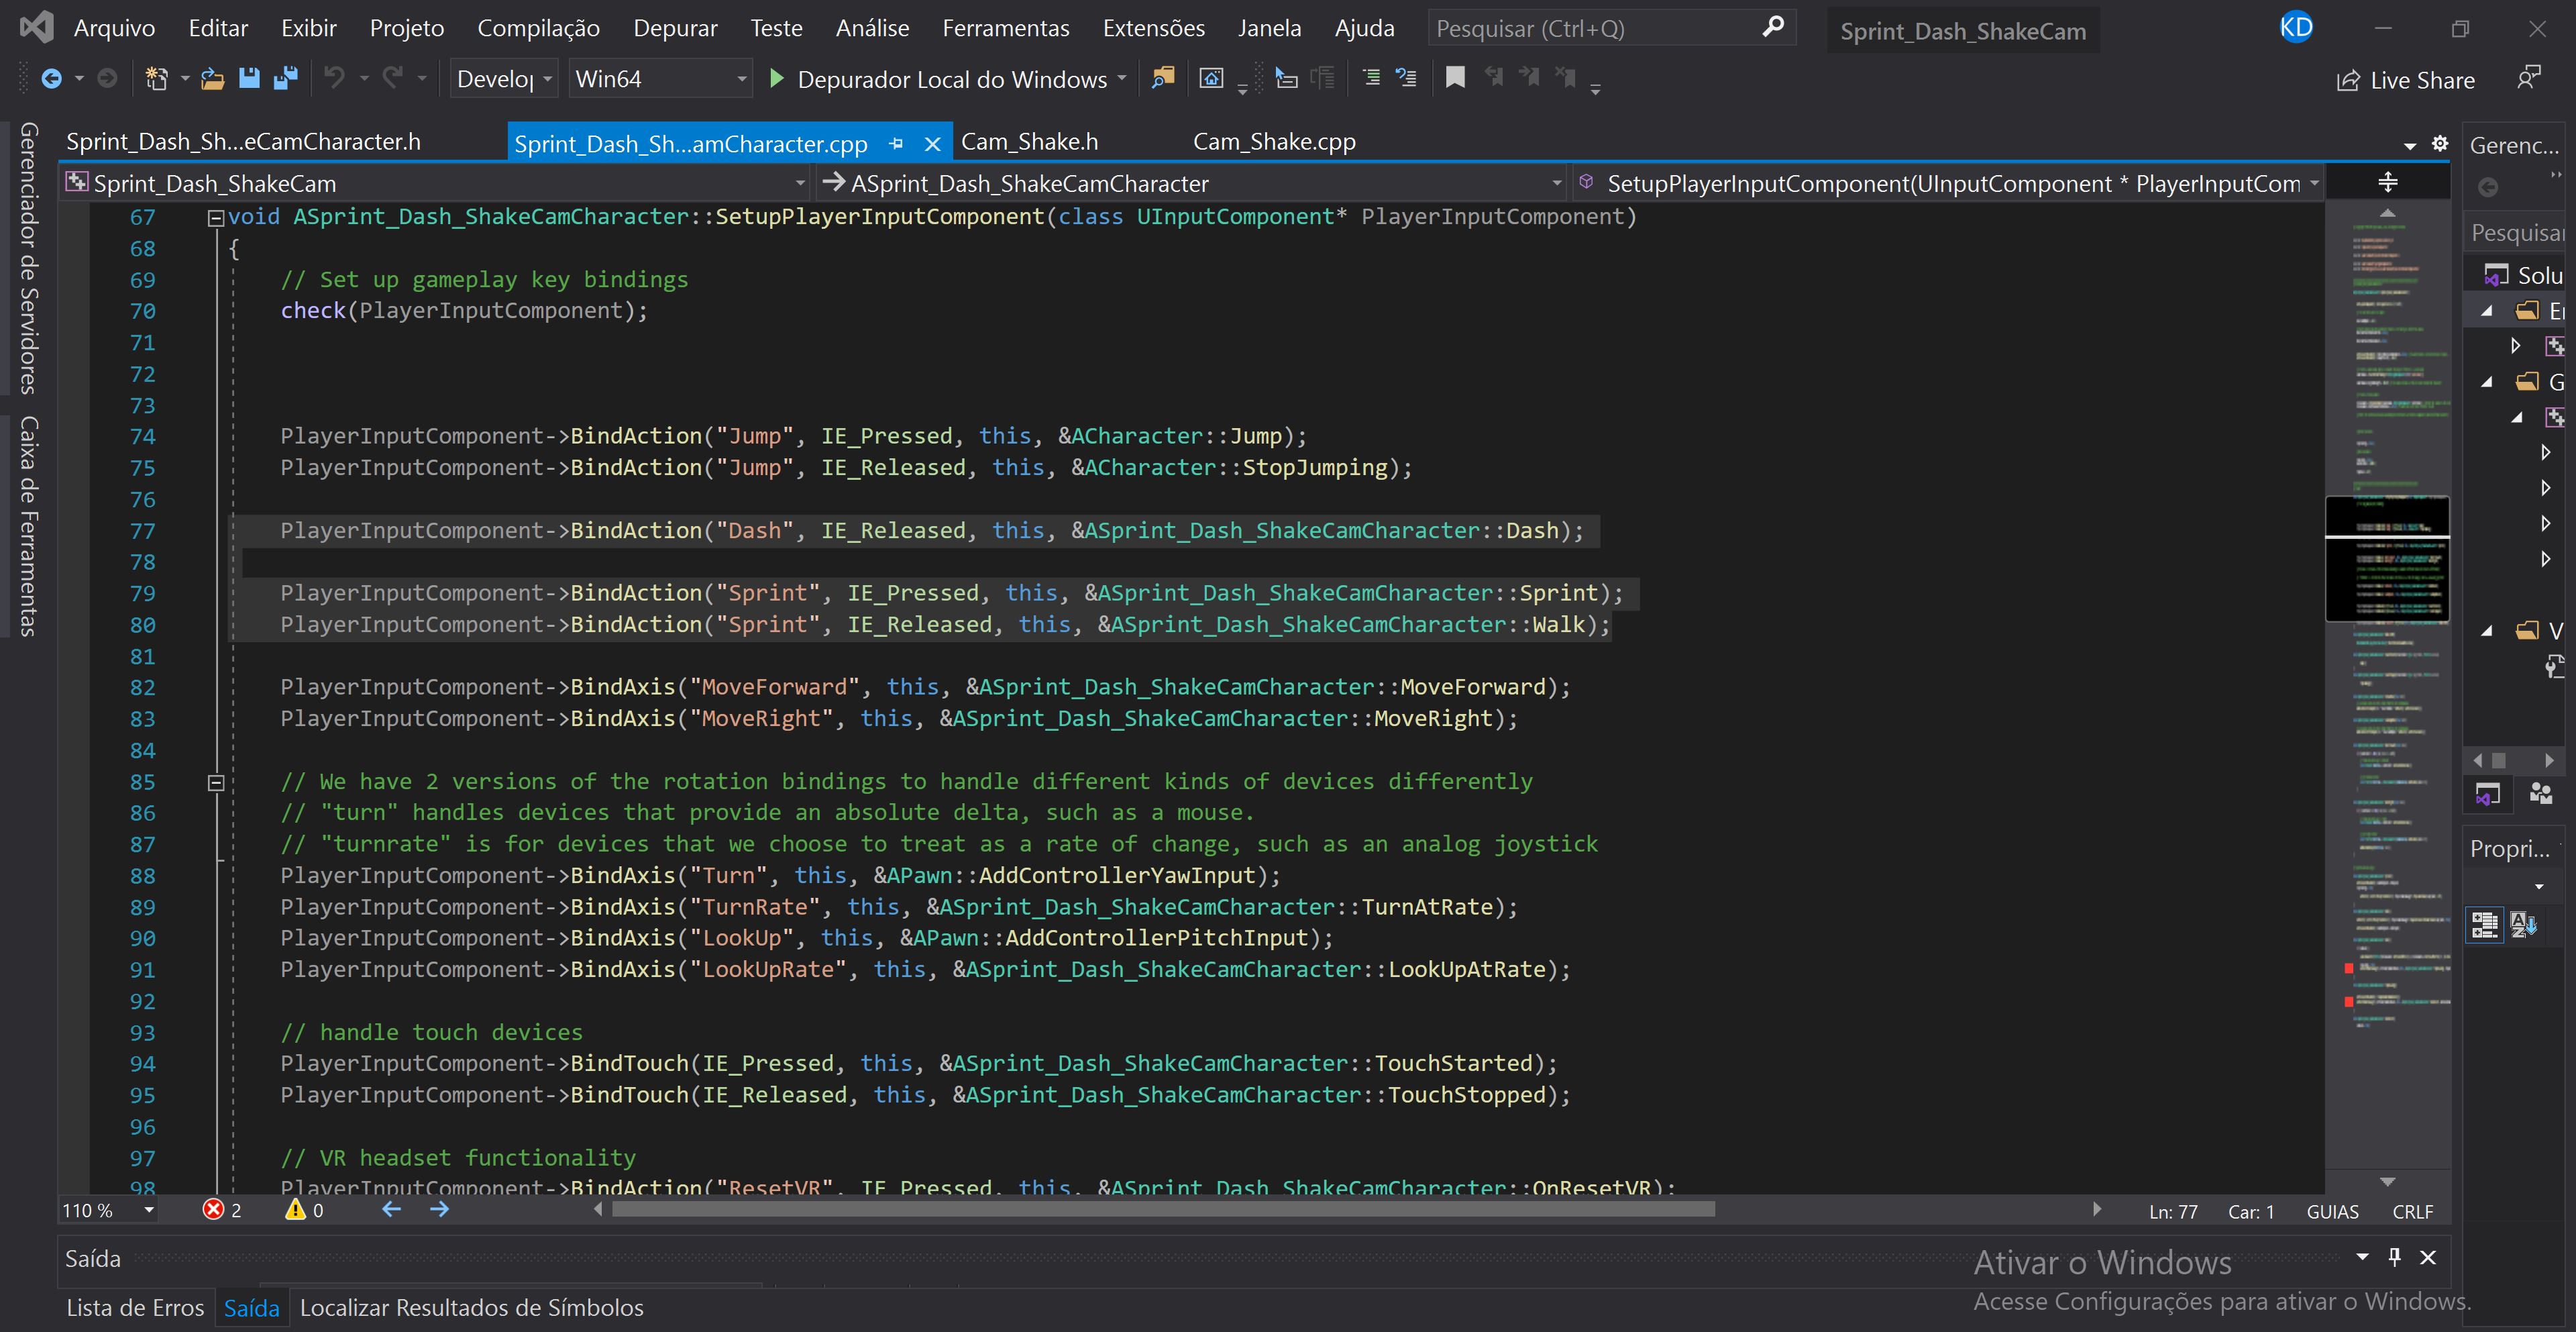 Arquivo Editar Exibir Projeto Compilação Depurar Teste Análise Ferramentas Extensões Janela Ajuda Pesquisar (Ctrl+Q) Sprint_Dash_ShakeCam KD
Develo Win64 Depurador Local do Windows Live Share
Gerenciador de Servidores
Caixa de Ferramentas
Sprint_Dash_Sh...eCamCharacter.h Sprint_Dash_Sh...amCharacter.cpp Cam_Shake.h Cam_Shake.cpp
Sprint_Dash_ShakeCam ASprint_Dash_ShakeCamCharacter SetupPlayerInputComponent(UInputComponent * PlayerInputCom
67 void ASprint_Dash_ShakeCamCharacter::SetupPlayerInputComponent(class UInputComponent* PlayerInputComponent)
68 {
69 // Set up gameplay key bindings
70 check(PlayerInputComponent);
71
72
73
74 PlayerInputComponent->BindAction("Jump", IE_Pressed, this, &ACharacter::Jump);
75 PlayerInputComponent->BindAction("Jump", IE_Released, this, &ACharacter::StopJumping);
76
77 PlayerInputComponent->BindAction("Dash", IE_Released, this, &ASprint_Dash_ShakeCamCharacter::Dash);
78
79 PlayerInputComponent->BindAction("Sprint", IE_Pressed, this, &ASprint_Dash_ShakeCamCharacter::Sprint);
80 PlayerInputComponent->BindAction("Sprint", IE_Released, this, &ASprint_Dash_ShakeCamCharacter::Walk);
81
82 PlayerInputComponent->BindAxis("MoveForward", this, &ASprint_Dash_ShakeCamCharacter::MoveForward);
83 PlayerInputComponent->BindAxis("MoveRight", this, &ASprint_Dash_ShakeCamCharacter::MoveRight);
84
85 // We have 2 versions of the rotation bindings to handle different kinds of devices differently
86 // "turn" handles devices that provide an absolute delta, such as a mouse.
87 // "turnrate" is for devices that we choose to treat as a rate of change, such as an analog joystick
88 PlayerInputComponent->BindAxis("Turn", this, &APawn::AddControllerYawInput);
89 PlayerInputComponent->BindAxis("TurnRate", this, &ASprint_Dash_ShakeCamCharacter::TurnAtRate);
90 PlayerInputComponent->BindAxis("LookUp", this, &APawn::AddControllerPitchInput);
91 PlayerInputComponent->BindAxis("LookUpRate", this, &ASprint_Dash_ShakeCamCharacter::LookUpAtRate);
92
93 // handle touch devices
94 PlayerInputComponent->BindTouch(IE_Pressed, this, &ASprint_Dash_ShakeCamCharacter::TouchStarted);
95 PlayerInputComponent->BindTouch(IE_Released, this, &ASprint_Dash_ShakeCamCharacter::TouchStopped);
96
97 // VR headset functionality
98 PlayerInputComponent->BindAction("ResetVR", IE_Pressed, this, &ASprint_Dash_ShakeCamCharacter::OnResetVR);
110 % 2 0 Ln: 77 Car: 1 GUIAS CRLF
Gerenc...
Pesquisar
Solu
G
V
Propri...
Saída
Lista de Erros Saída Localizar Resultados de Símbolos
Ativar o Windows
Acesse Configurações para ativar o Windows.